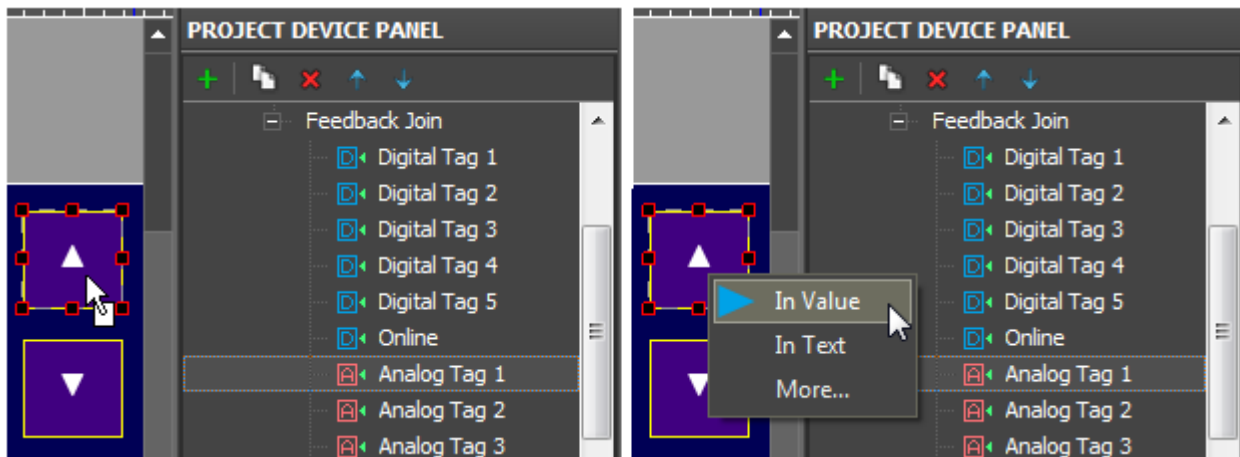 PROJECT DEVICE PANEL
Feedback Join
D Digital Tag 1
D Digital Tag 2
D Digital Tag 3
D Digital Tag 4
D Digital Tag 5
D Online
A Analog Tag 1
A Analog Tag 2
A Analog Tag 3
PROJECT DEVICE PANEL
Feedback Join
D Digital Tag 1
D Digital Tag 2
D Digital Tag 3
D Digital Tag 4
D Digital Tag 5
D Online
A Analog Tag 1
A Analog Tag 2
A Analog Tag 3
In Value
In Text
More...